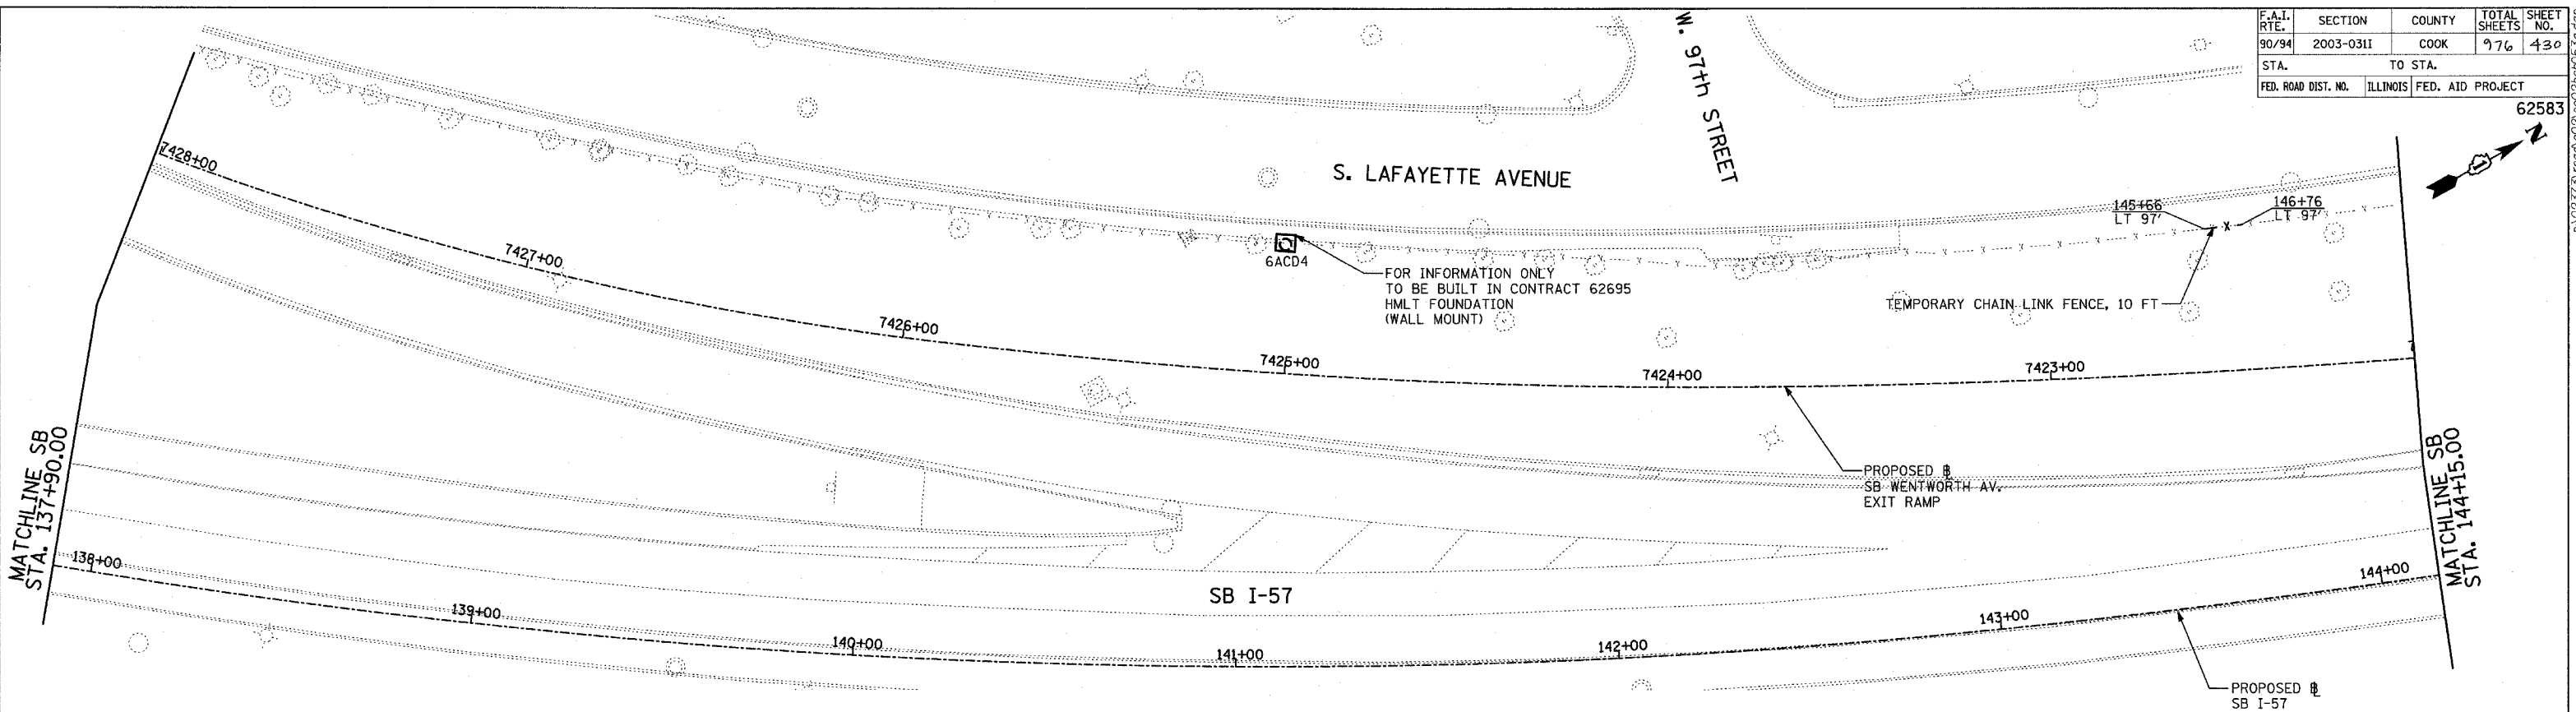 F.A.I. RTE. SECTION COUNTY TOTAL SHEETS SHEET NO.
90/94 2003-031I COOK 976 430
STA. TO STA.
FED. ROAD DIST. NO. ILLINOIS FED. AID PROJECT
62583
N
W. 97th STREET
S. LAFAYETTE AVENUE
145+66
LT 97'
146+76
LT 97'
7428+00
7427+00
7426+00
7425+00
7424+00
7423+00
6ACD4
FOR INFORMATION ONLY
TO BE BUILT IN CONTRACT 62695
HMLT FOUNDATION
(WALL MOUNT)
TEMPORARY CHAIN LINK FENCE, 10 FT
PROPOSED B
SB WENTWORTH AV.
EXIT RAMP
MATCHLINE SB
STA. 137+90.00
MATCHLINE SB
STA. 144+15.00
SB I-57
138+00
139+00
140+00
141+00
142+00
143+00
144+00
PROPOSED B
SB I-57